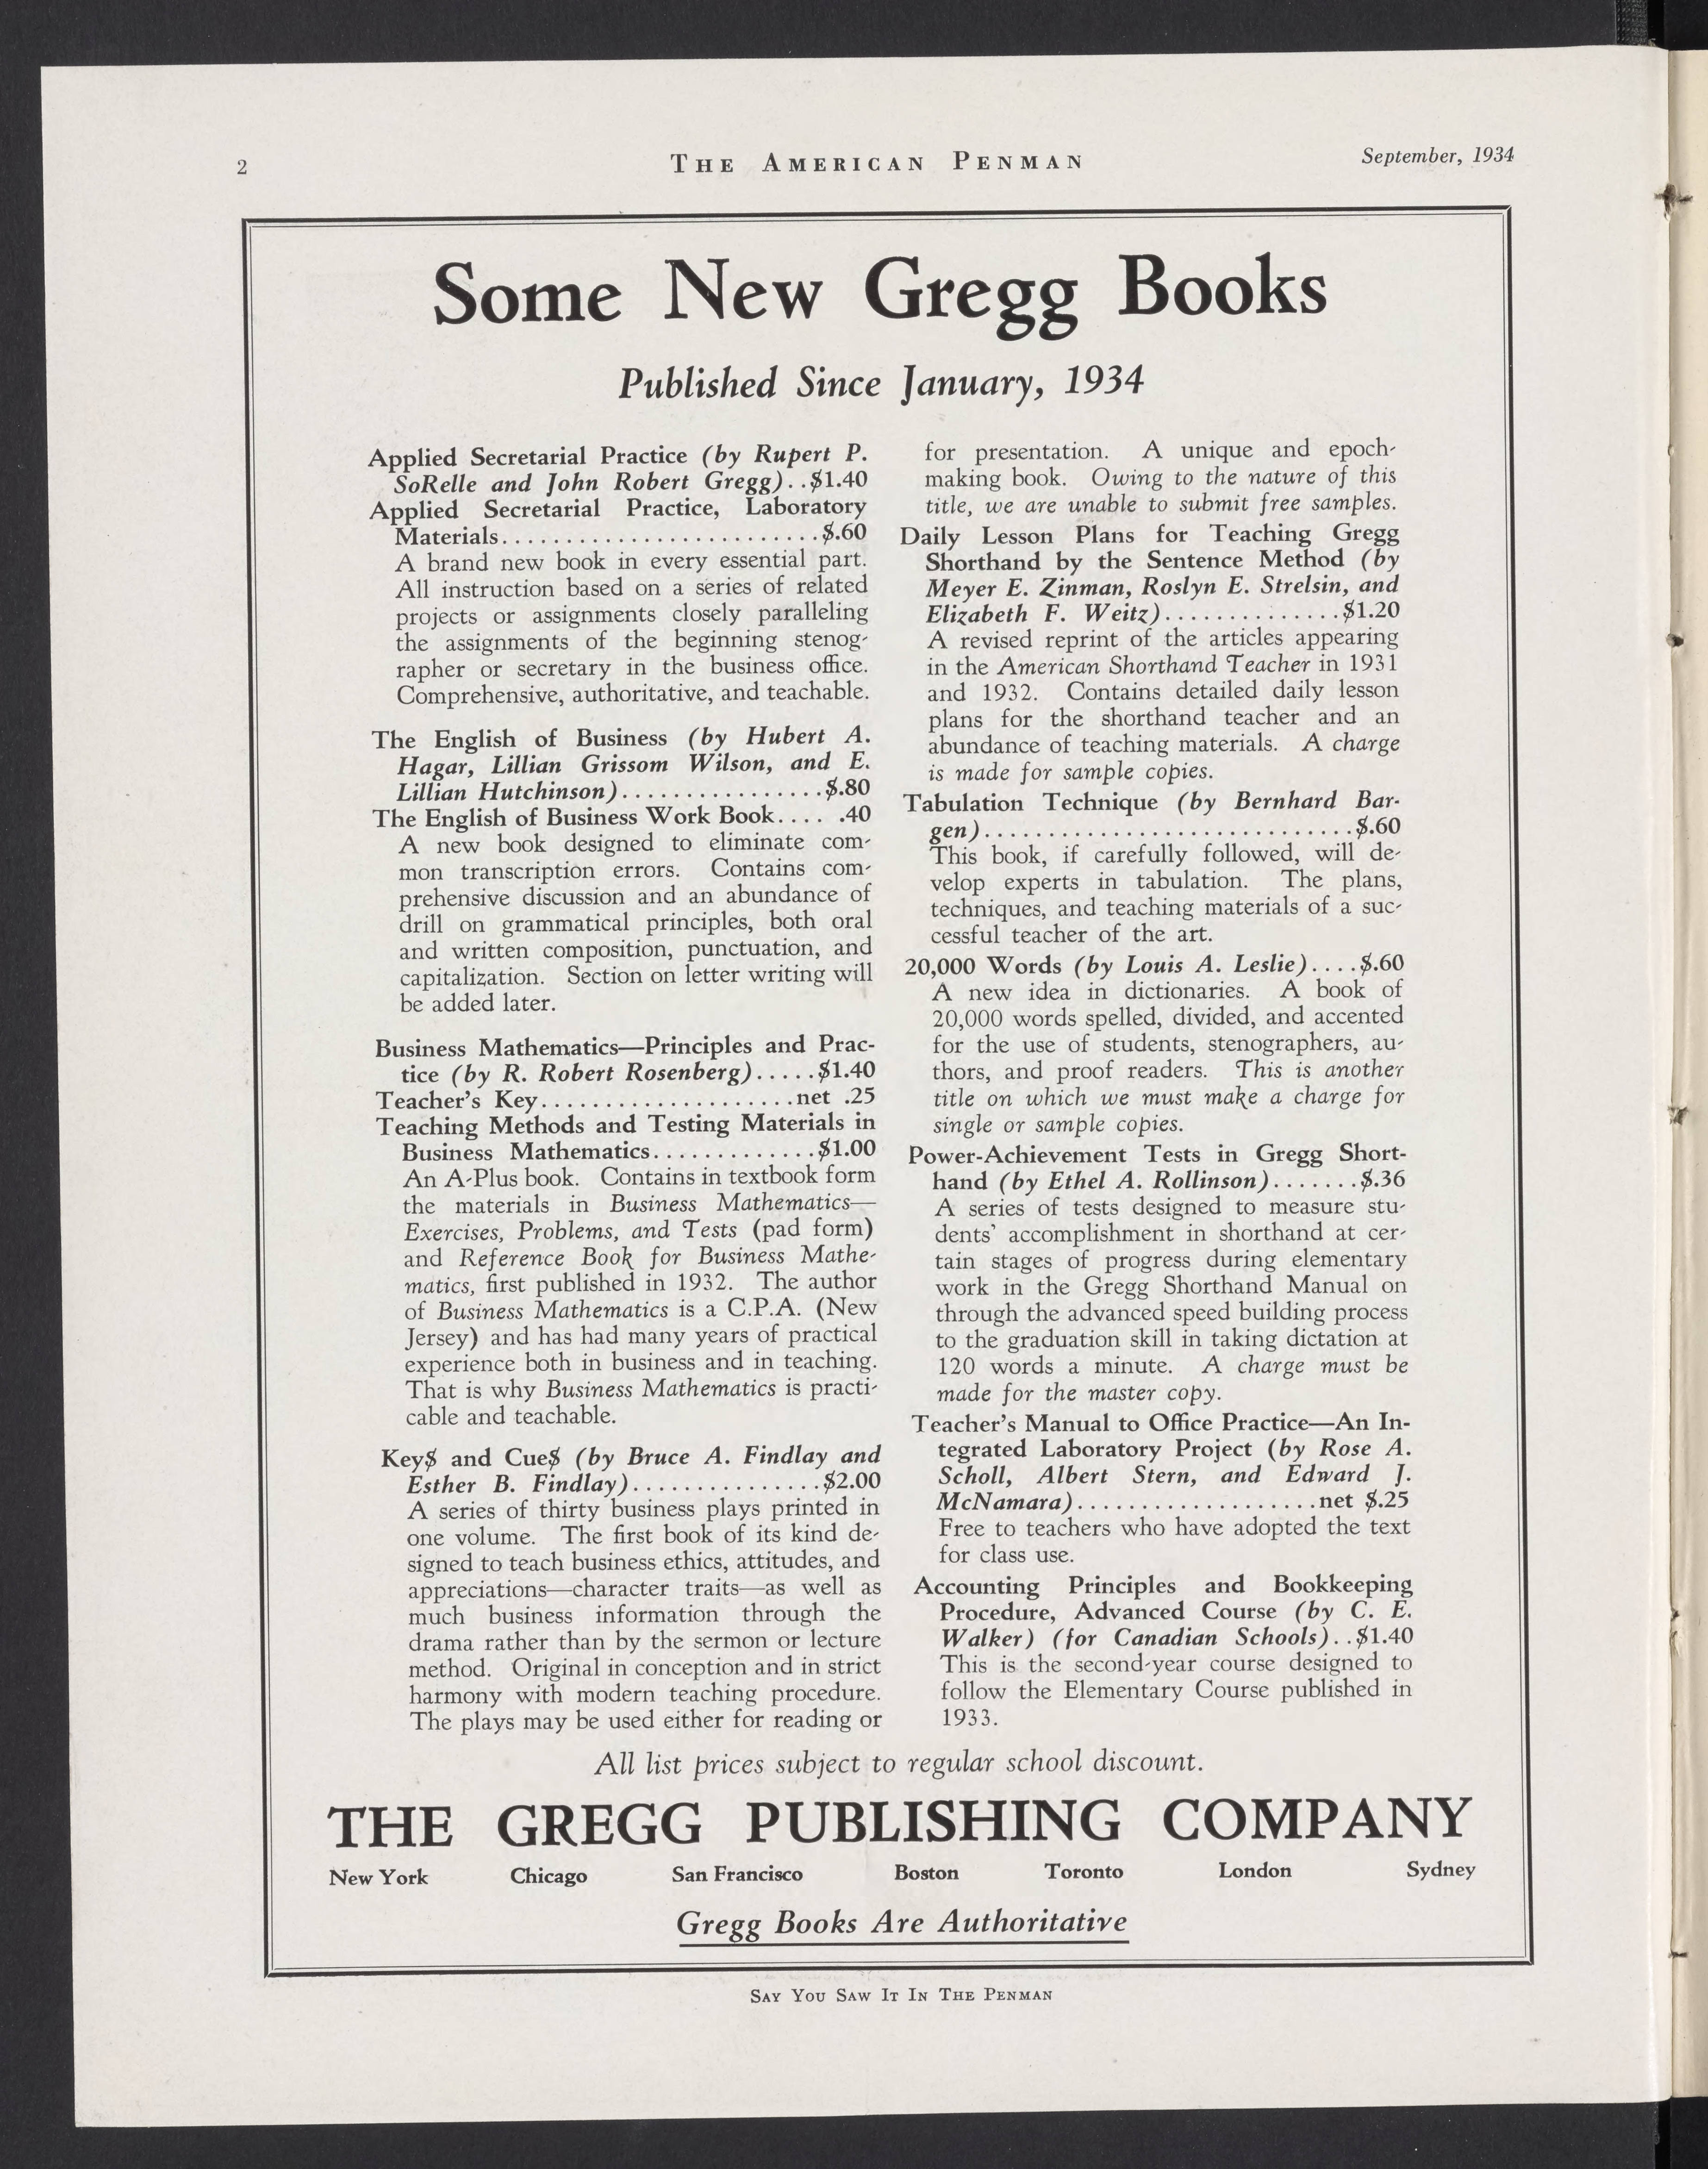 2
The American Penman
September, 1934
Some New Gregg Books
Published Since January, 1934
Applied Secretarial Practice (by Rupert P.
SoRelle and John Robert Gregg)..$1.40
Applied Secretarial Practice, Laboratory
Materials.........................$.60
A brand new book in every essential part.
All instruction based on a series of related
projects or assignments closely paralleling
the assignments of the beginning stenog-
rapher or secretary in the business office.
Comprehensive, authoritative, and teachable.
The English of Business (by Hubert A.
Hagar, Lillian Grissom Wilson, and E.
Lillian Hutchinson)................$.80
The English of Business Work Book.... .40
A new book designed to eliminate com-
mon transcription errors. Contains com-
prehensive discussion and an abundance of
drill on grammatical principles, both oral
and written composition, punctuation, and
capitalization. Section on letter writing will
be added later.
Business Mathematics—Principles and Prac-
tice (by R. Robert Rosenberg).....$1.40
Teacher's Key....................net .25
Teaching Methods and Testing Materials in
Business Mathematics.............$1.00
An A-Plus book. Contains in textbook form
the materials in Business Mathematics—
Exercises, Problems, and Tests (pad form)
and Reference Book for Business Mathe-
matics, first published in 1932. The author
of Business Mathematics is a C.P.A. (New
Jersey) and has had many years of practical
experience both in business and in teaching.
That is why Business Mathematics is practi-
cable and teachable.
Key$ and Cue$ (by Bruce A. Findlay and
Esther B. Findlay)...............$2.00
A series of thirty business plays printed in
one volume. The first book of its kind de-
signed to teach business ethics, attitudes, and
appreciations—character traits—as well as
much business information through the
drama rather than by the sermon or lecture
method. Original in conception and in strict
harmony with modern teaching procedure.
The plays may be used either for reading or
for presentation. A unique and epoch-
making book. Owing to the nature of this
title, we are unable to submit free samples.
Daily Lesson Plans for Teaching Gregg
Shorthand by the Sentence Method (by
Meyer E. Zinman, Roslyn E. Strelsin, and
Elizabeth F. Weitz)..............$1.20
A revised reprint of the articles appearing
in the American Shorthand Teacher in 1931
and 1932. Contains detailed daily lesson
plans for the shorthand teacher and an
abundance of teaching materials. A charge
is made for sample copies.
Tabulation Technique (by Bernhard Bar-
gen).............................$.60
This book, if carefully followed, will de-
velop experts in tabulation. The plans,
techniques, and teaching materials of a suc-
cessful teacher of the art.
20,000 Words (by Louis A. Leslie)....$.60
A new idea in dictionaries. A book of
20,000 words spelled, divided, and accented
for the use of students, stenographers, au-
thors, and proof readers. This is another
title on which we must make a charge for
single or sample copies.
Power-Achievement Tests in Gregg Short-
hand (by Ethel A. Rollinson).......$.36
A series of tests designed to measure stu-
dents' accomplishment in shorthand at cer-
tain stages of progress during elementary
work in the Gregg Shorthand Manual on
through the advanced speed building process
to the graduation skill in taking dictation at
120 words a minute. A charge must be
made for the master copy.
Teacher's Manual to Office Practice—An In-
tegrated Laboratory Project (by Rose A.
Scholl, Albert Stern, and Edward J.
McNamara)...................net $.25
Free to teachers who have adopted the text
for class use.
Accounting Principles and Bookkeeping
Procedure, Advanced Course (by C. E.
Walker) (for Canadian Schools)..$1.40
This is the second-year course designed to
follow the Elementary Course published in
1933.
All list prices subject to regular school discount.
THE GREGG PUBLISHING COMPANY
New York Chicago San Francisco Boston Toronto London Sydney
Gregg Books Are Authoritative
Say You Saw It In The Penman